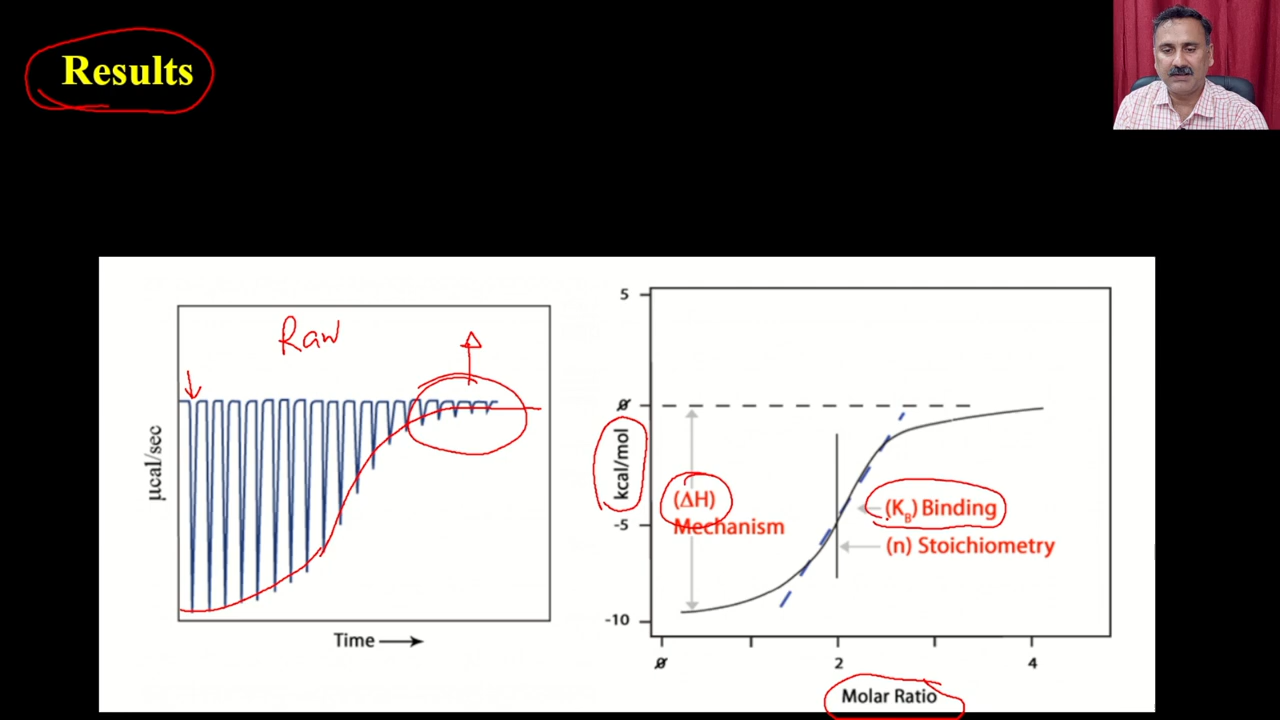 Results
Raw
μcal/sec
Time
5
0
-5
-10
kcal/mol
(ΔH)
Mechanism
(K_B) Binding
(n) Stoichiometry
0
2
4
Molar Ratio